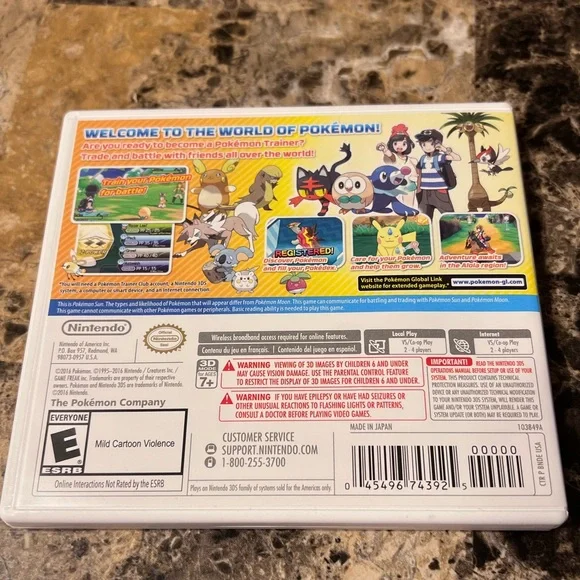 WELCOME TO THE WORLD OF POKÉMON!
Are you ready to become a Pokémon Trainer?
Trade and battle with friends all over the world!
Train your Pokémon
for battle!
REGISTERED!
Discover Pokémon
and fill your Pokédex.
Care for your Pokémon
and help them grow.
Adventure awaits
in the Alola region!
*You will need a Pokémon Trainer Club account, a Nintendo 3DS
system, a computer or smart device, and an Internet connection.
Visit the Pokémon Global Link
website for extended gameplay.*
www.pokemon-gl.com
This is Pokémon Sun. The types and likelihood of Pokémon that will appear differ from Pokémon Moon. This game can communicate for battling and trading with Pokémon Sun and Pokémon Moon.
This game cannot communicate with other Pokémon games or peripherals. Basic reading ability is needed to play this game.
Nintendo
Nintendo of America Inc.
P.O. Box 957, Redmond, WA
98073-0957 U.S.A.
Official
Nintendo
Seal
©2016 Pokémon. ©1995–2016 Nintendo / Creatures Inc. /
GAME FREAK inc. Trademarks are property of their respective
owners. Pokémon and Nintendo 3DS are trademarks of Nintendo.
©2016 Nintendo.
The Pokémon Company
EVERYONE
E
ESRB
Mild Cartoon Violence
Online Interactions Not Rated by the ESRB
Wireless broadband access required for online features.
Contenu du jeu en français.
Contenido del juego en español.
Local Play
VS/Co-op Play
2 - 4 players
Internet
VS/Co-op Play
2 - 4 players
3D
MODE
FOR AGES
7+
WARNING VIEWING OF 3D IMAGES BY CHILDREN 6 AND UNDER
MAY CAUSE VISION DAMAGE. USE THE PARENTAL CONTROL FEATURE
TO RESTRICT THE DISPLAY OF 3D IMAGES FOR CHILDREN 6 AND UNDER.
WARNING IF YOU HAVE EPILEPSY OR HAVE HAD SEIZURES OR
OTHER UNUSUAL REACTIONS TO FLASHING LIGHTS OR PATTERNS,
CONSULT A DOCTOR BEFORE PLAYING VIDEO GAMES.
IMPORTANT! READ THE NINTENDO 3DS
OPERATIONS MANUAL BEFORE SETUP OR USE OF YOUR
SYSTEM. THIS PRODUCT CONTAINS TECHNICAL
PROTECTION MEASURES. USE OF AN UNAUTHORIZED
DEVICE OR ANY UNAUTHORIZED TECHNICAL MODIFICATION
TO YOUR NINTENDO 3DS SYSTEM, WILL RENDER THIS
GAME AND/OR YOUR SYSTEM UNPLAYABLE. A GAME OR
SYSTEM UPDATE (OR BOTH) MAY BE REQUIRED TO PLAY.
CUSTOMER SERVICE
SUPPORT.NINTENDO.COM
1-800-255-3700
Plays on Nintendo 3DS family of systems sold for the Americas only.
MADE IN JAPAN
103849A
00000
0 45496 74392 5
CTR P BNDE USA